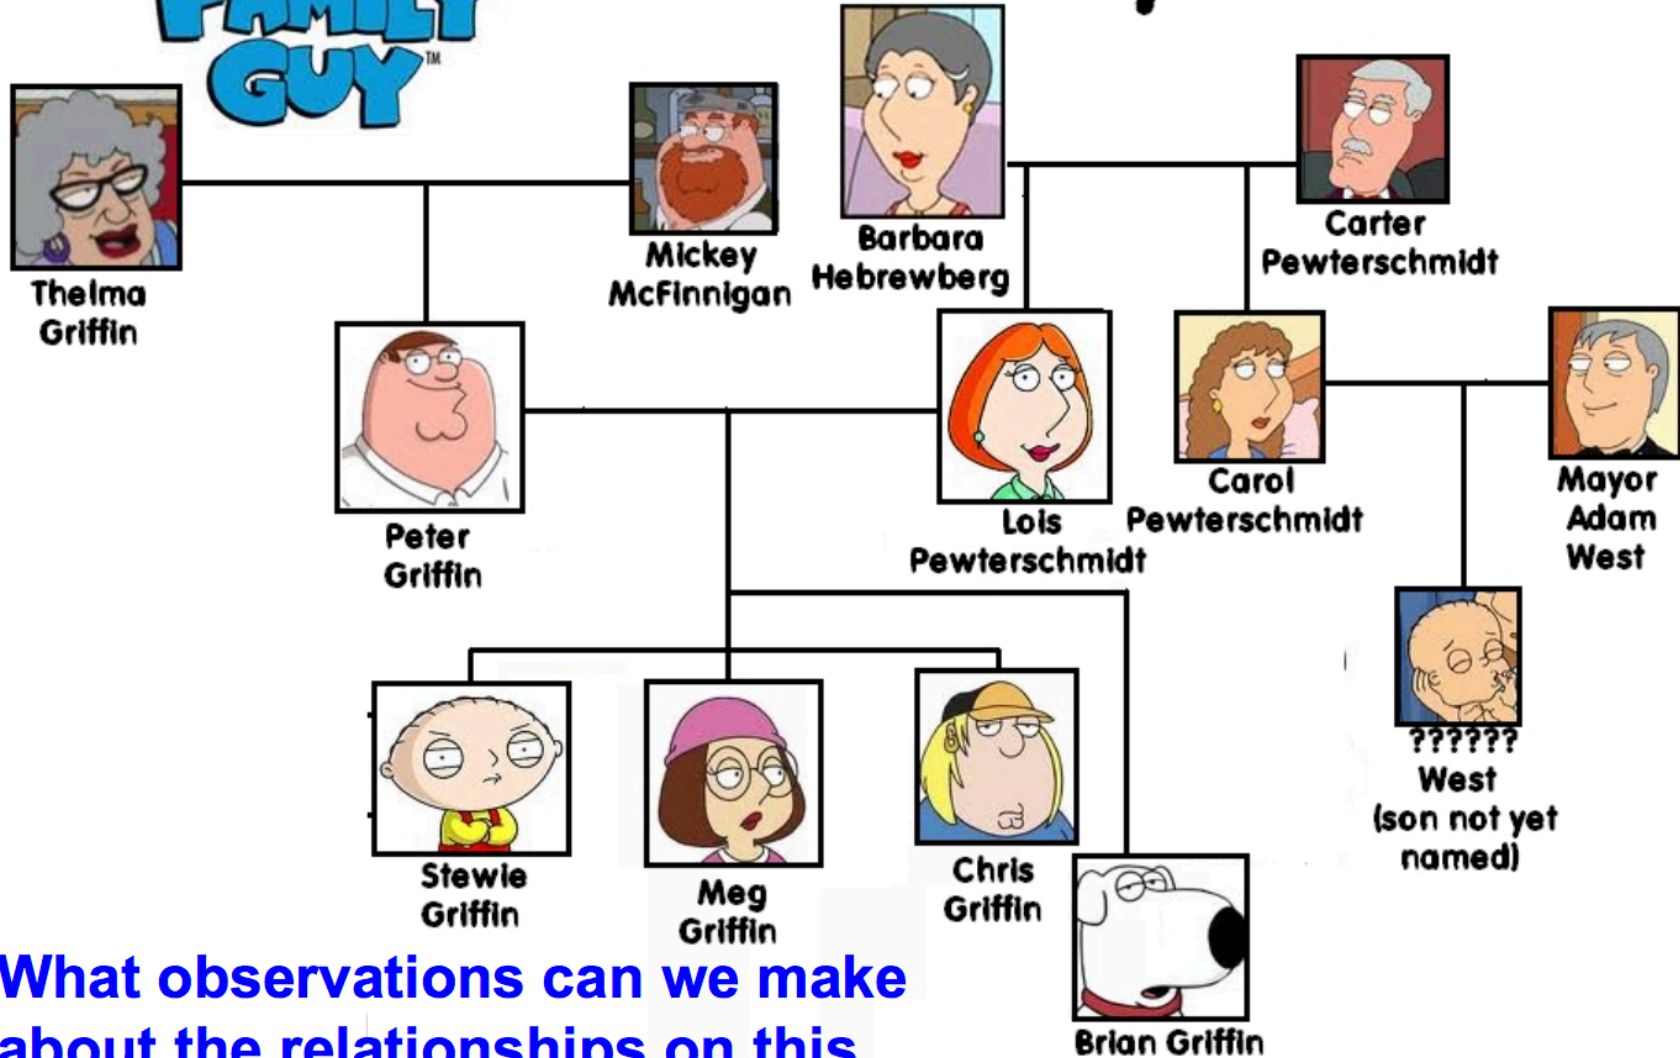 FAMILY
GUY™
Thelma
Griffin
Mickey
McFinnigan
Barbara
Hebrewberg
Carter
Pewterschmidt
Peter
Griffin
Lois
Pewterschmidt
Carol
Pewterschmidt
Mayor
Adam
West
??????
West
(son not yet
named)
Stewie
Griffin
Meg
Griffin
Chris
Griffin
Brian Griffin
What observations can we make
about the relationships on this